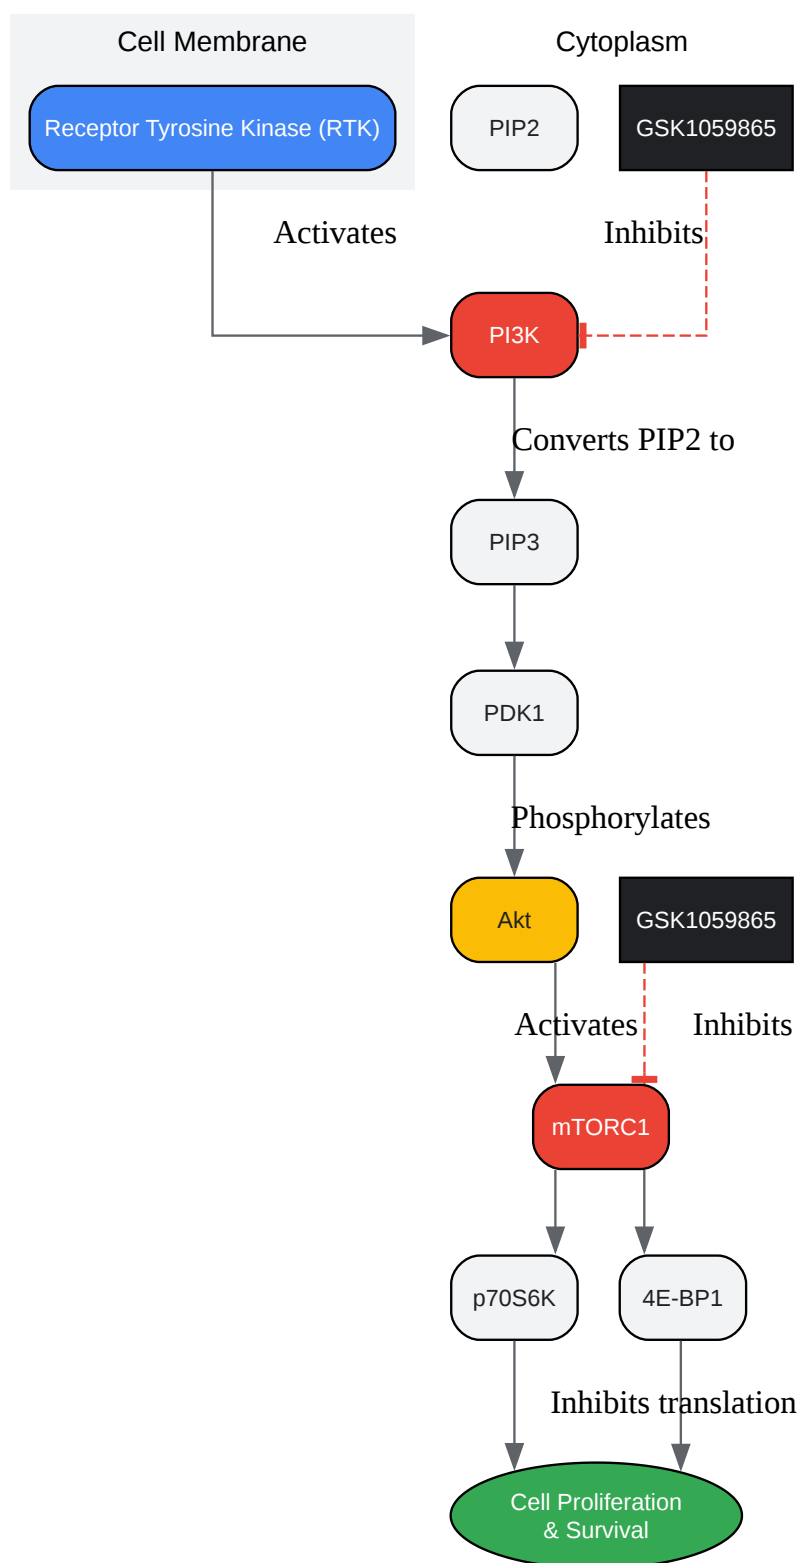 Cell Membrane
Cytoplasm
Receptor Tyrosine Kinase (RTK)
PIP2
GSK1059865
Activates
Inhibits
PI3K
Converts PIP2 to
PIP3
PDK1
Phosphorylates
Akt
GSK1059865
Activates
Inhibits
mTORC1
p70S6K
4E-BP1
Inhibits translation
Cell Proliferation
& Survival